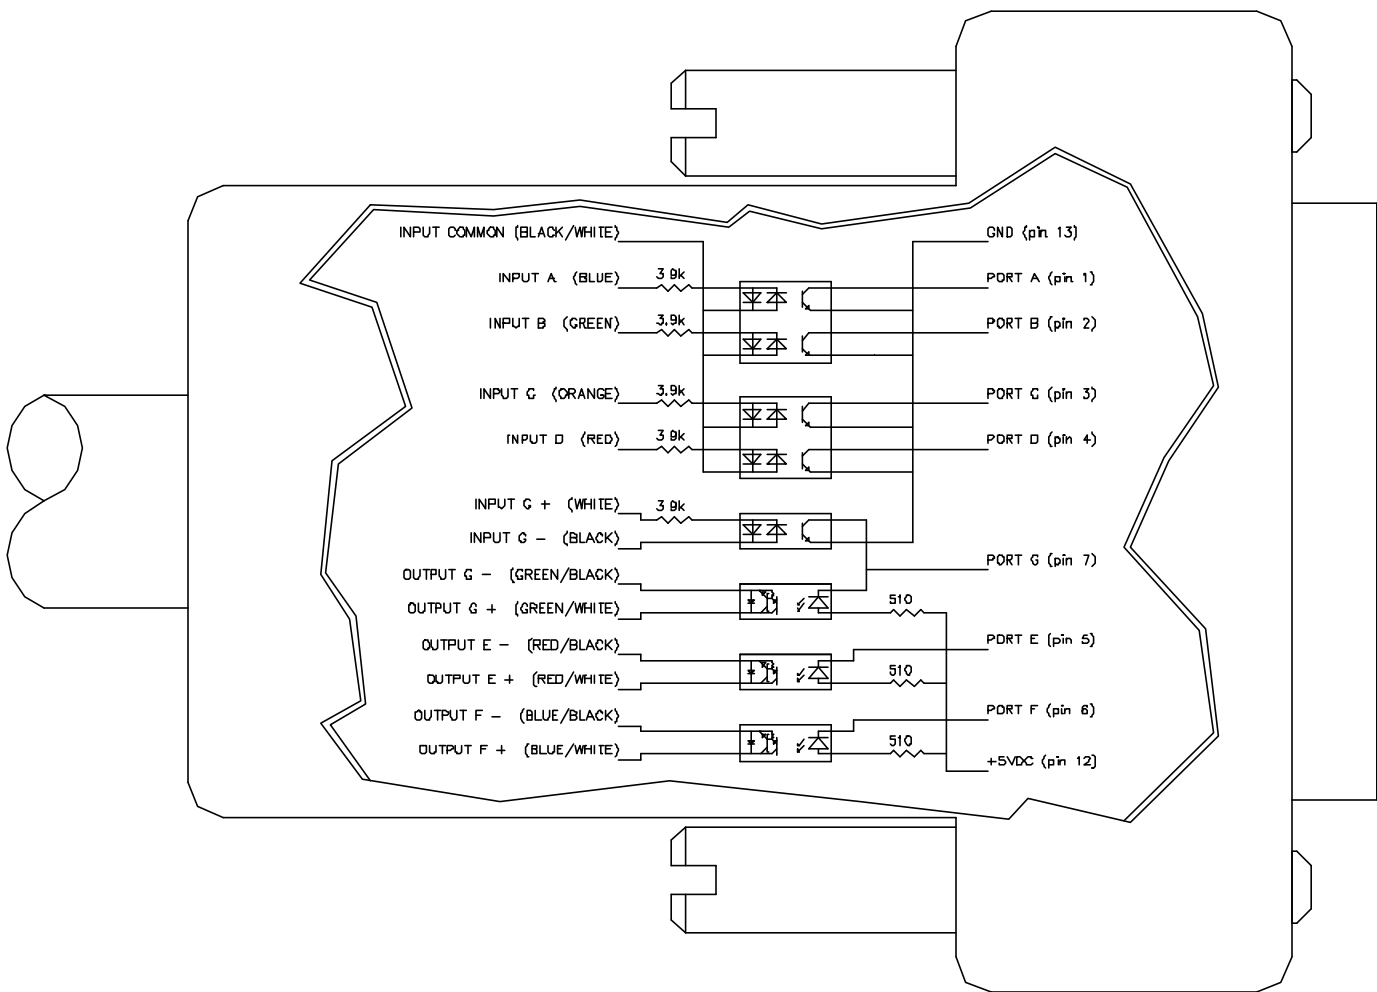 INPUT COMMON (BLACK/WHITE) GND (pin 13)
INPUT A (BLUE) 3.9k PORT A (pin 1)
INPUT B (GREEN) 3.9k PORT B (pin 2)
INPUT C (ORANGE) 3.9k PORT C (pin 3)
INPUT D (RED) 3.9k PORT D (pin 4)
INPUT G + (WHITE) 3.9k
INPUT G - (BLACK)
PORT G (pin 7)
OUTPUT G - (GREEN/BLACK)
OUTPUT G + (GREEN/WHITE) 510
OUTPUT E - (RED/BLACK) PORT E (pin 5)
OUTPUT E + (RED/WHITE) 510
OUTPUT F - (BLUE/BLACK) PORT F (pin 6)
OUTPUT F + (BLUE/WHITE) 510
+5VDC (pin 12)